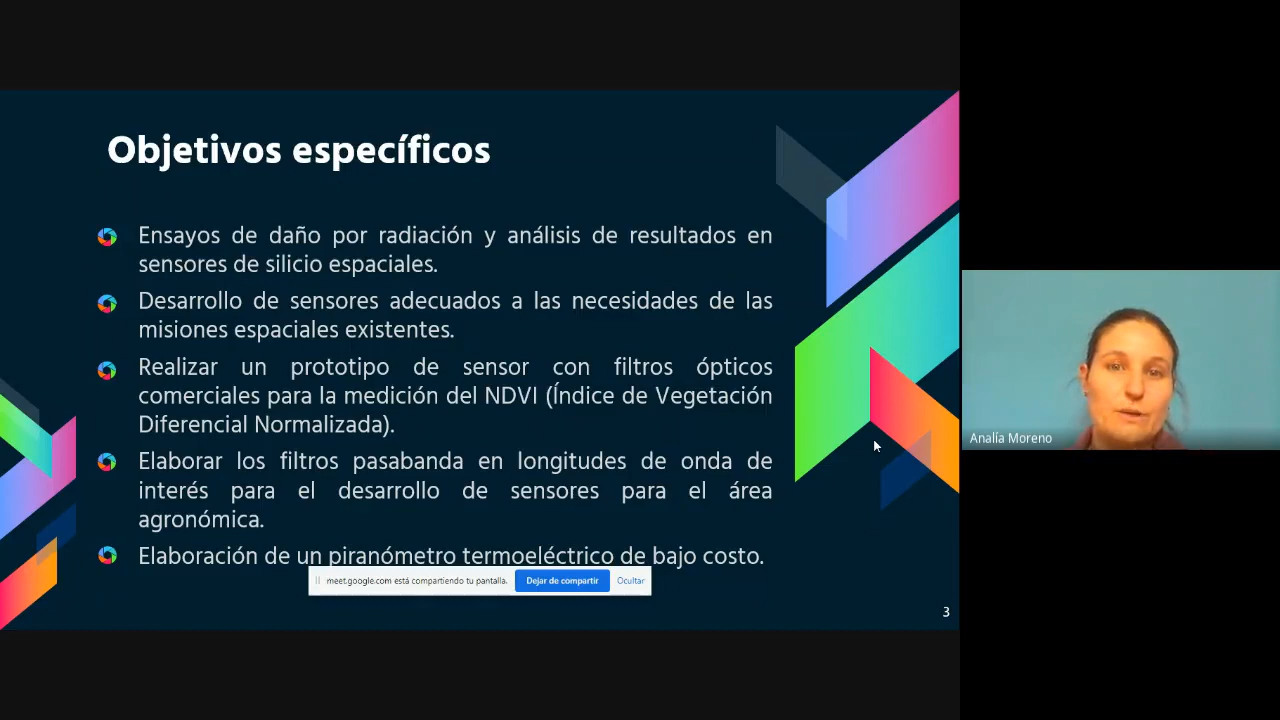 Objetivos específicos
Ensayos de daño por radiación y análisis de resultados en
sensores de silicio espaciales.
Desarrollo de sensores adecuados a las necesidades de las
misiones espaciales existentes.
Realizar un prototipo de sensor con filtros ópticos
comerciales para la medición del NDVI (Índice de Vegetación
Diferencial Normalizada).
Elaborar los filtros pasabanda en longitudes de onda de
interés para el desarrollo de sensores para el área
agronómica.
Elaboración de un piranómetro termoeléctrico de bajo costo.
meet.google.com está compartiendo tu pantalla. Dejar de compartir Ocultar
3
Analía Moreno